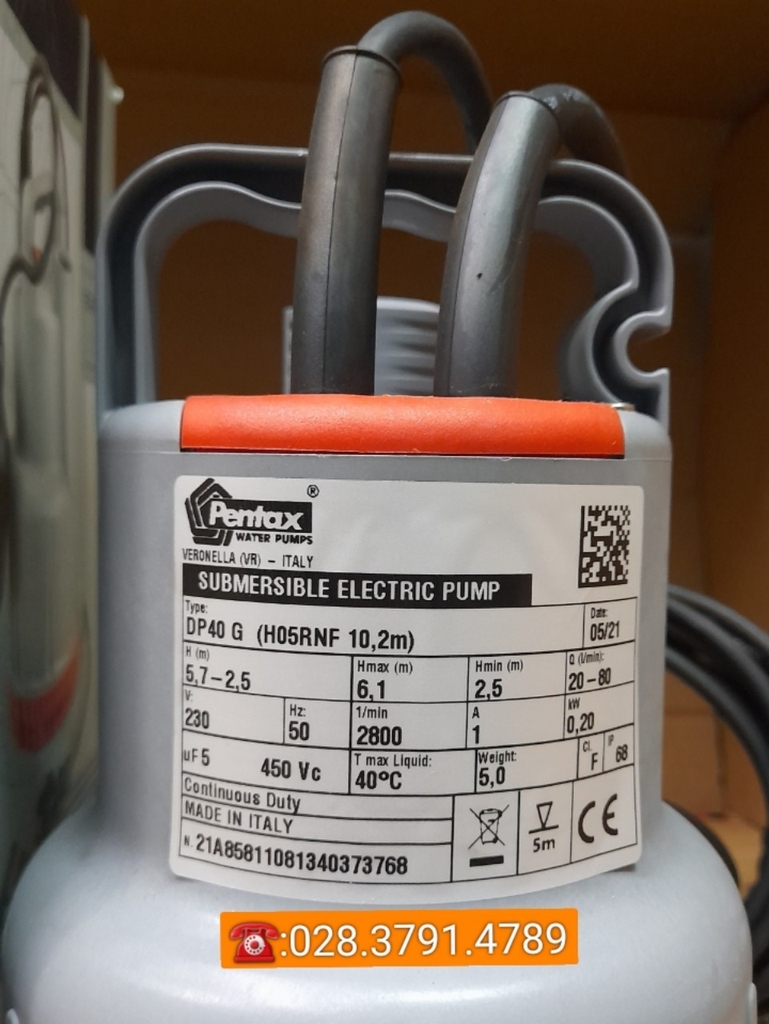 Pentax ®
WATER PUMPS
VERONELLA (VR) - ITALY
SUBMERSIBLE ELECTRIC PUMP
Type: DP40 G (H05RNF 10,2m) Date: 05/21
H (m) 5,7-2,5 Hmax (m) 6,1 Hmin (m) 2,5 Q (l/min): 20-80
V: 230 Hz: 50 1/min 2800 A 1 kW 0,20
uF 5 450 Vc T max Liquid: 40°C Weight: 5,0 Cl. F IP 68
Continuous Duty
MADE IN ITALY
N. 21A85811081340373768
5m
CE
☎:028.3791.4789